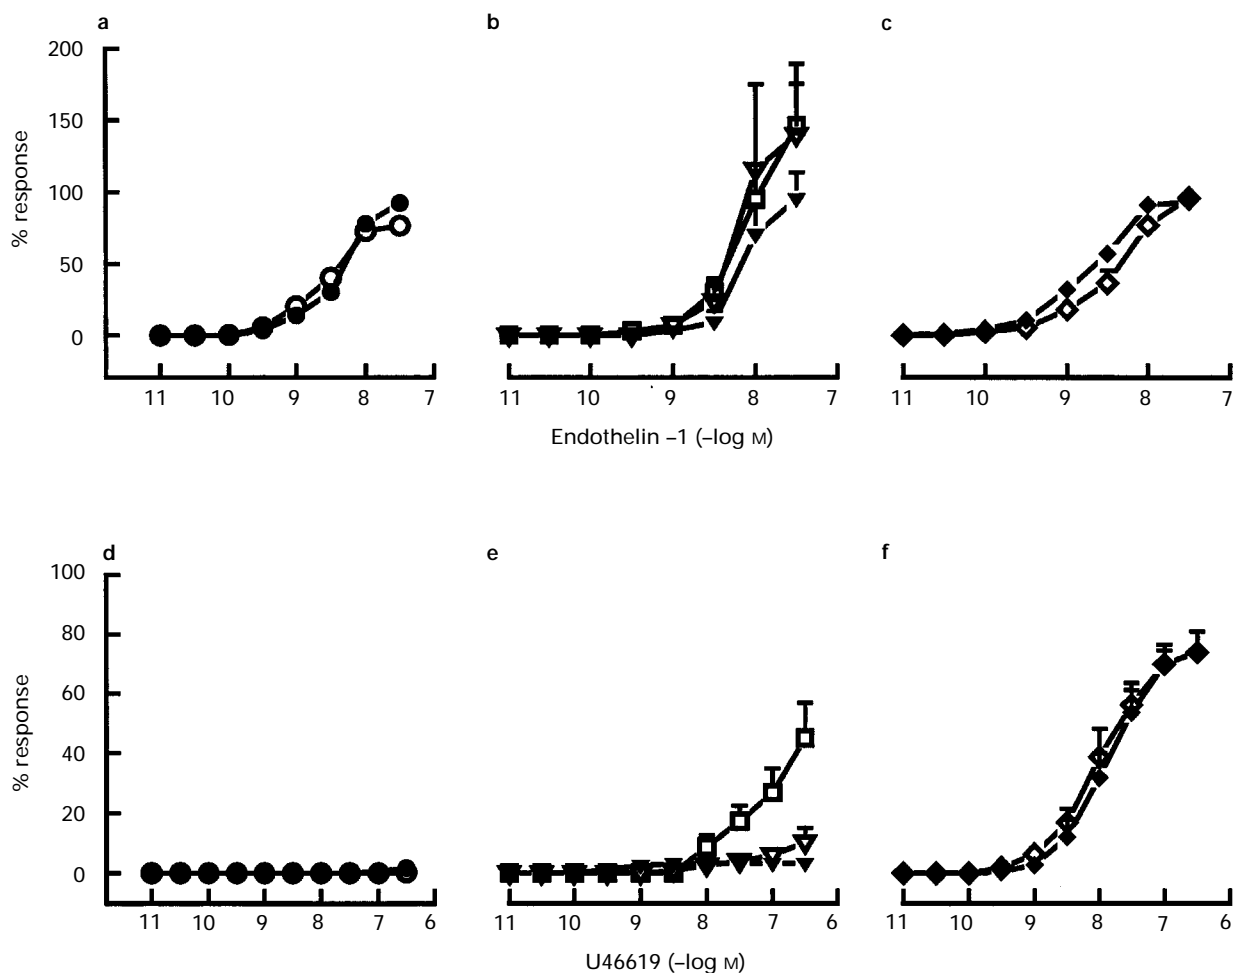 a b c
200
150
100
50
0
% response
11 10 9 8 7
11 10 9 8 7
11 10 9 8 7
Endothelin –1 (–log M)
d e f
100
80
60
40
20
0
% response
11 10 9 8 7 6
11 10 9 8 7 6
11 10 9 8 7 6
U46619 (–log M)